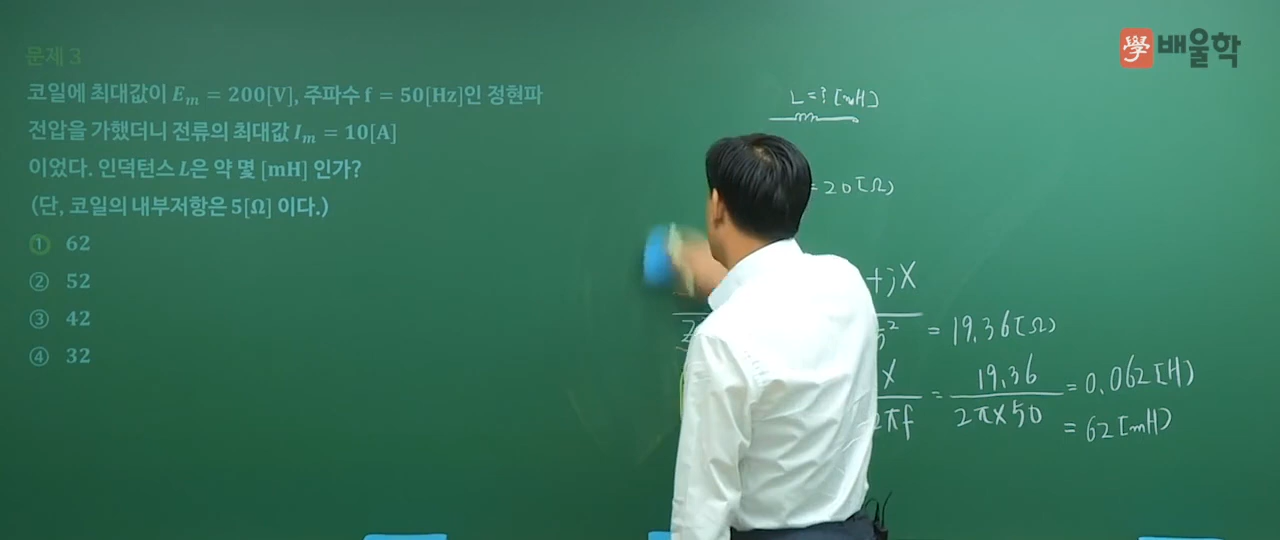 學 배울학
문제 3
코일에 최대값이 E_m = 200[V], 주파수 f = 50[Hz]인 정현파
전압을 가했더니 전류의 최대값 I_m = 10[A]
이었다. 인덕턴스 L은 약 몇 [mH] 인가?
(단, 코일의 내부저항은 5[Ω] 이다.)
① 62
② 52
③ 42
④ 32
L = ? [mH]
= 20[Ω]
+jX
= 19.36[Ω]
X
2πf
= 19.36
2π×50
= 0.062[H]
= 62[mH]